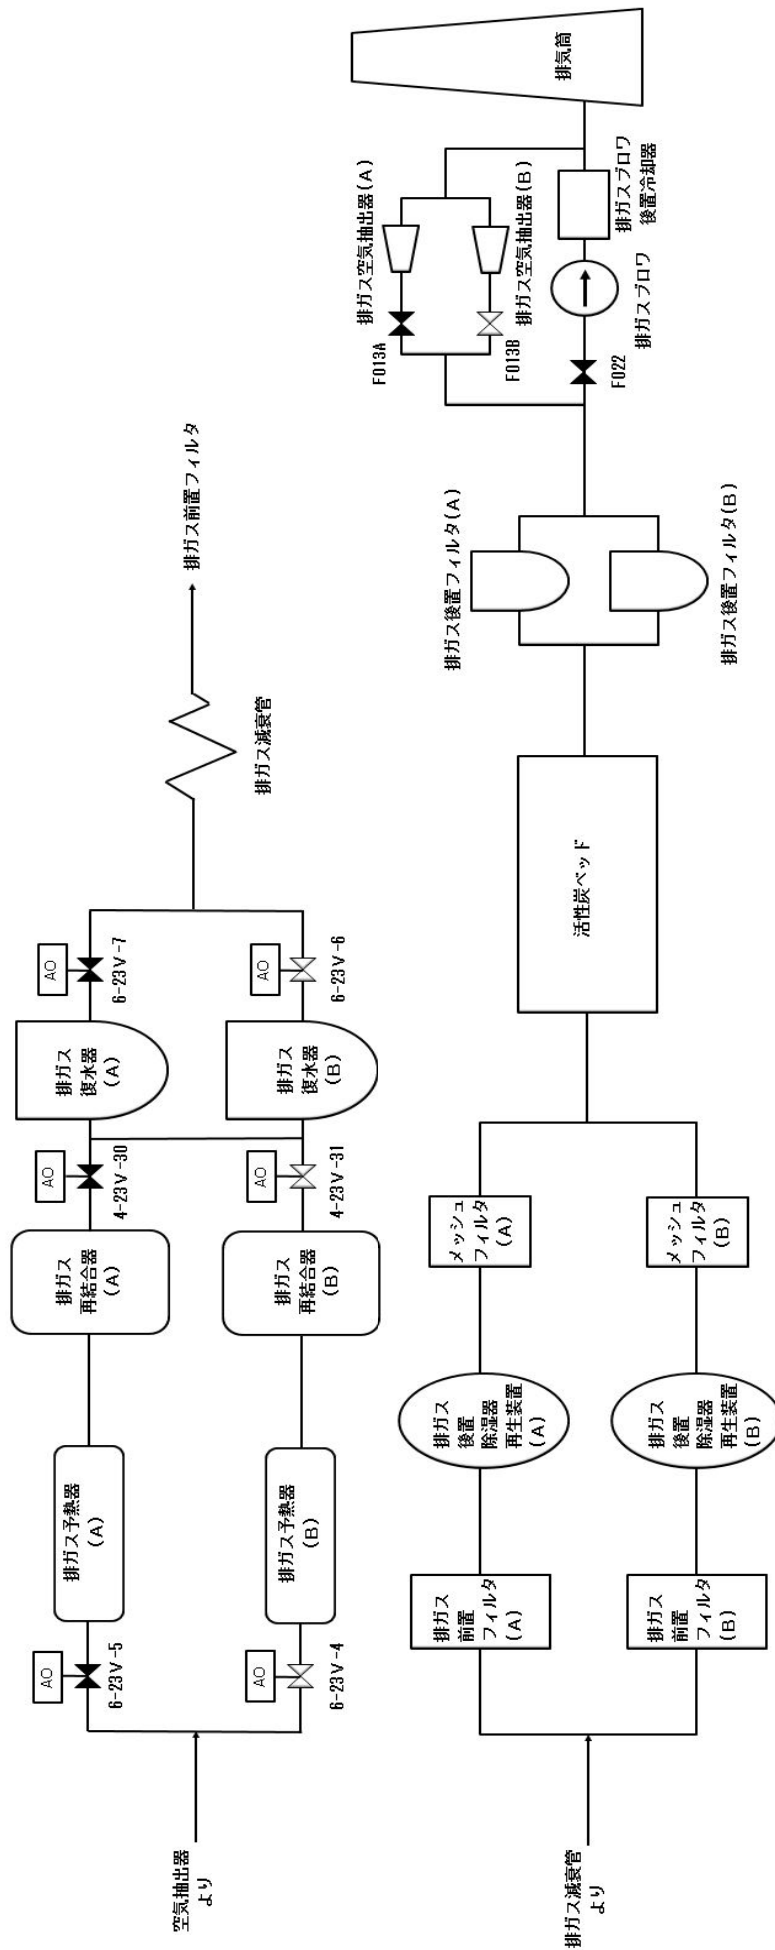 空気抽出器
より
AO
6-23V-5
AO
6-23V-4
排ガス予熱器
(A)
排ガス予熱器
(B)
排ガス
再結合器
(A)
排ガス
再結合器
(B)
AO
4-23V-30
AO
4-23V-31
排ガス
復水器
(A)
排ガス
復水器
(B)
AO
6-23V-7
AO
6-23V-6
排ガス減衰管
排ガス前置フィルタ
排ガス減衰管
より
排ガス
前置
フィルタ
(A)
排ガス
前置
フィルタ
(B)
排ガス
後置
除湿器
再生装置
(A)
排ガス
後置
除湿器
再生装置
(B)
メッシュ
フィルタ
(A)
メッシュ
フィルタ
(B)
活性炭ベッド
排ガス後置フィルタ(A)
排ガス後置フィルタ(B)
F013A
F013B
F022
排ガス空気抽出器(A)
排ガス空気抽出器(B)
排ガスブロワ
排ガスブロワ
後置冷却器
排気筒